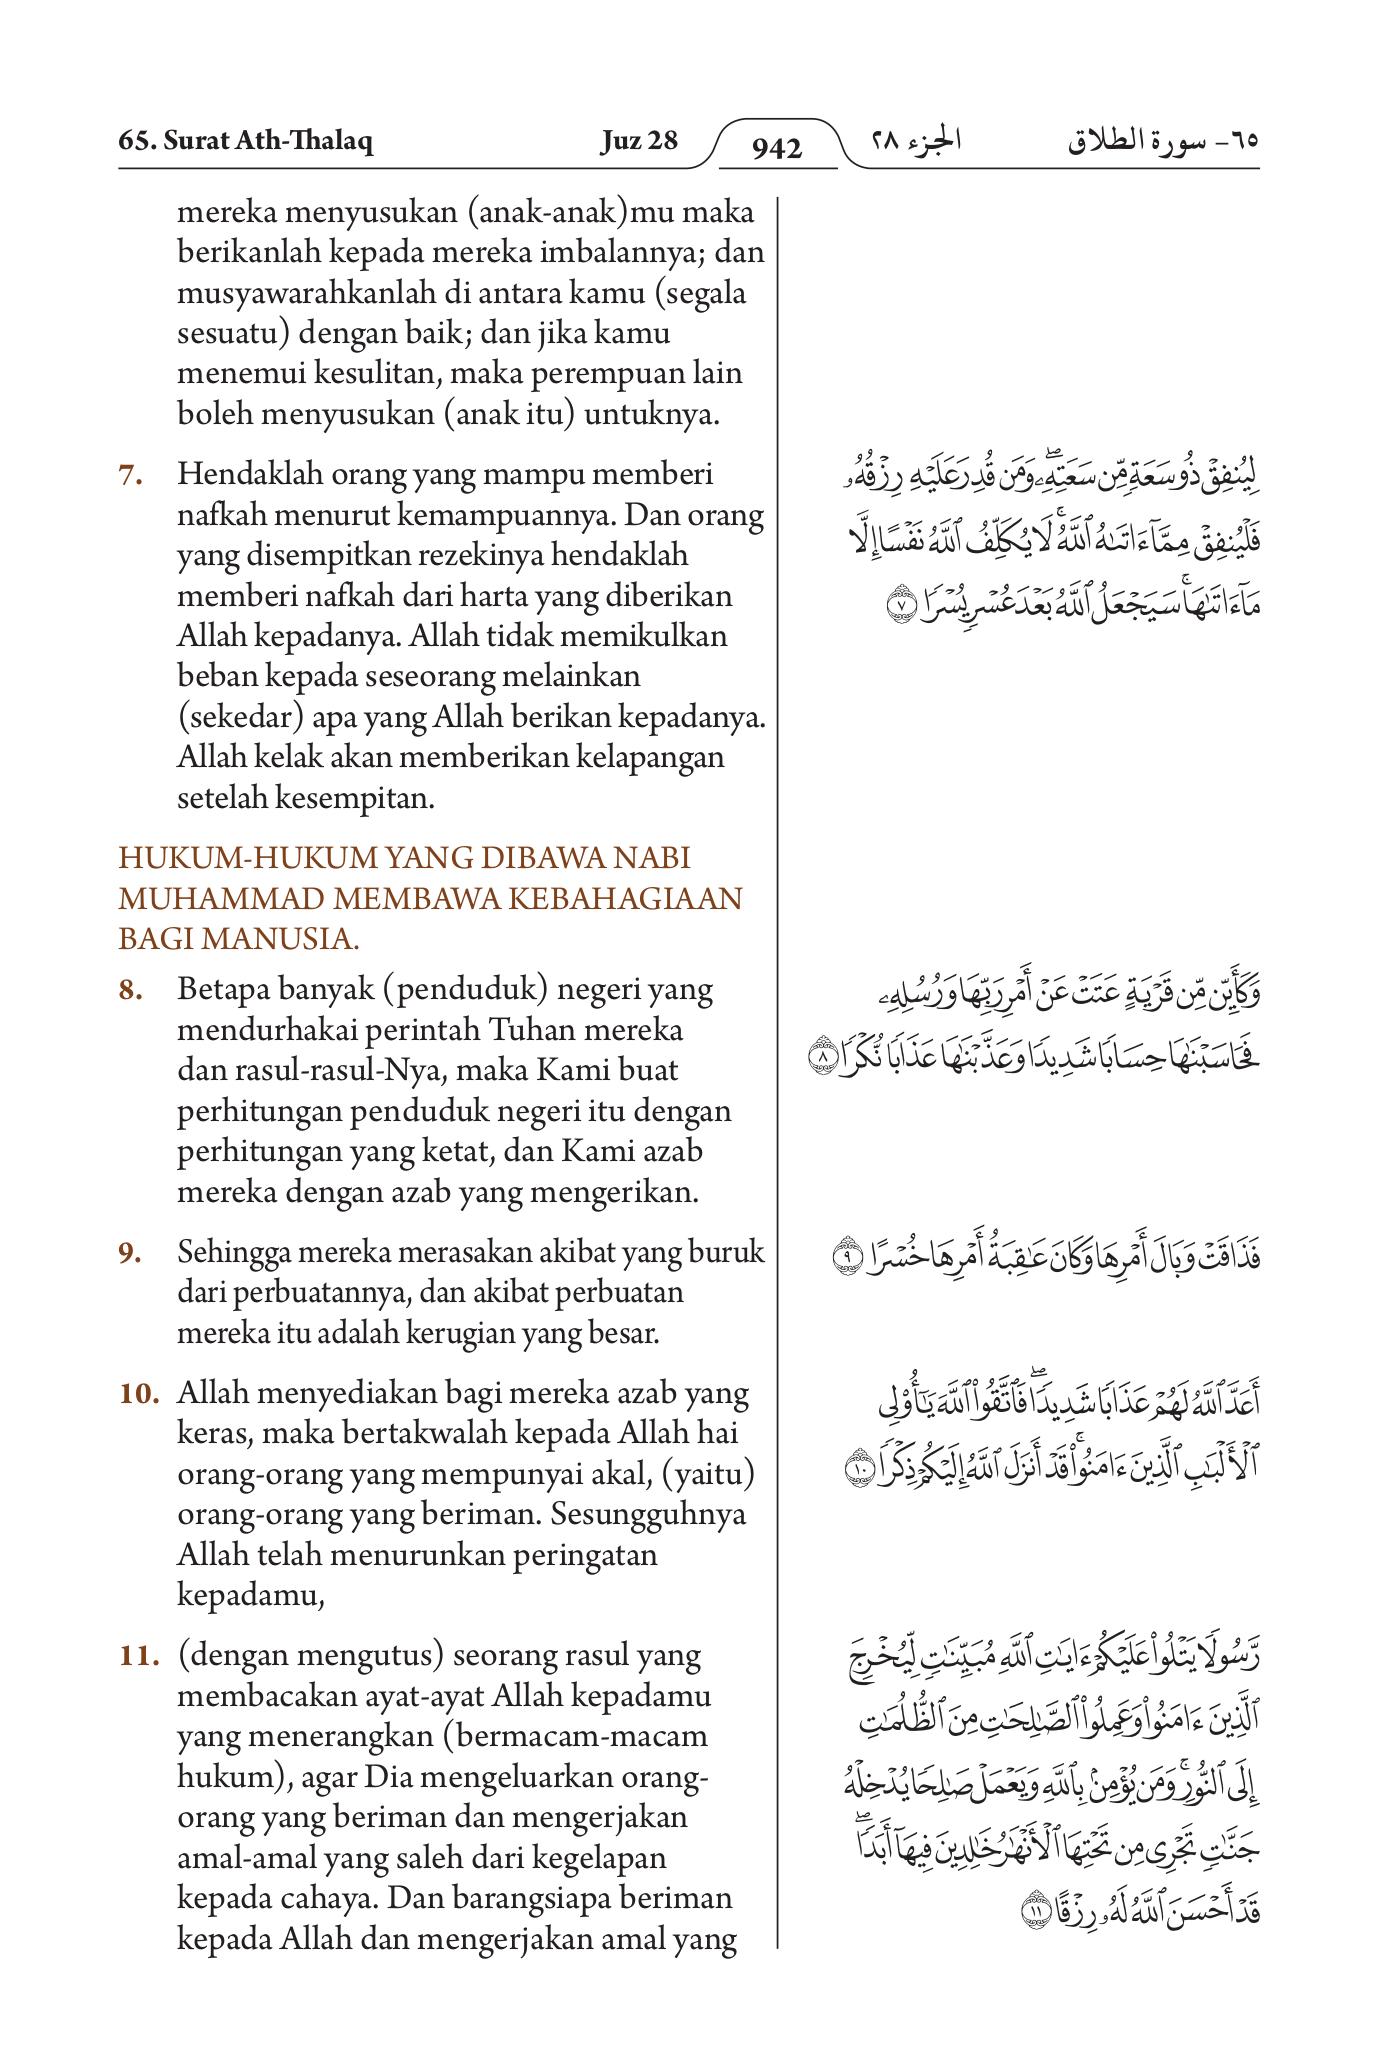 65. Surat Ath-Thalaq
Juz 28
942
الجزء ٢٨
٦٥- سورة الطلاق
mereka menyusukan (anak-anak)mu maka
berikanlah kepada mereka imbalannya; dan
musyawarahkanlah di antara kamu (segala
sesuatu) dengan baik; dan jika kamu
menemui kesulitan, maka perempuan lain
boleh menyusukan (anak itu) untuknya.
7. Hendaklah orang yang mampu memberi
nafkah menurut kemampuannya. Dan orang
yang disempitkan rezekinya hendaklah
memberi nafkah dari harta yang diberikan
Allah kepadanya. Allah tidak memikulkan
beban kepada seseorang melainkan
(sekedar) apa yang Allah berikan kepadanya.
Allah kelak akan memberikan kelapangan
setelah kesempitan.
لِيُنفِقْ ذُو سَعَةٍ مِّن سَعَتِهِۦۖ وَمَن قُدِرَ عَلَيْهِ رِزْقُهُۥ
فَلْيُنفِقْ مِمَّآ ءَاتَىٰهُ ٱللَّهُۚ لَا يُكَلِّفُ ٱللَّهُ نَفْسًا إِلَّا
مَآ ءَاتَىٰهَاۚ سَيَجْعَلُ ٱللَّهُ بَعْدَ عُسْرٍ يُسْرًا ٧
HUKUM-HUKUM YANG DIBAWA NABI
MUHAMMAD MEMBAWA KEBAHAGIAAN
BAGI MANUSIA.
8. Betapa banyak (penduduk) negeri yang
mendurhakai perintah Tuhan mereka
dan rasul-rasul-Nya, maka Kami buat
perhitungan penduduk negeri itu dengan
perhitungan yang ketat, dan Kami azab
mereka dengan azab yang mengerikan.
وَكَأَيِّن مِّن قَرْيَةٍ عَتَتْ عَنْ أَمْرِ رَبِّهَا وَرُسُلِهِۦ
فَحَاسَبْنَٰهَا حِسَابًا شَدِيدًا وَعَذَّبْنَٰهَا عَذَابًا نُّكْرًا ٨
9. Sehingga mereka merasakan akibat yang buruk
dari perbuatannya, dan akibat perbuatan
mereka itu adalah kerugian yang besar.
فَذَاقَتْ وَبَالَ أَمْرِهَا وَكَانَ عَٰقِبَةُ أَمْرِهَا خُسْرًا ٩
10. Allah menyediakan bagi mereka azab yang
keras, maka bertakwalah kepada Allah hai
orang-orang yang mempunyai akal, (yaitu)
orang-orang yang beriman. Sesungguhnya
Allah telah menurunkan peringatan
kepadamu,
أَعَدَّ ٱللَّهُ لَهُمْ عَذَابًا شَدِيدًاۖ فَٱتَّقُوا۟ ٱللَّهَ يَٰٓأُو۟لِى
ٱلْأَلْبَٰبِ ٱلَّذِينَ ءَامَنُوا۟ۚ قَدْ أَنزَلَ ٱللَّهُ إِلَيْكُمْ ذِكْرًا ١٠
11. (dengan mengutus) seorang rasul yang
membacakan ayat-ayat Allah kepadamu
yang menerangkan (bermacam-macam
hukum), agar Dia mengeluarkan orang-
orang yang beriman dan mengerjakan
amal-amal yang saleh dari kegelapan
kepada cahaya. Dan barangsiapa beriman
kepada Allah dan mengerjakan amal yang
رَّسُولًا يَتْلُوا۟ عَلَيْكُمْ ءَايَٰتِ ٱللَّهِ مُبَيِّنَٰتٍ لِّيُخْرِجَ
ٱلَّذِينَ ءَامَنُوا۟ وَعَمِلُوا۟ ٱلصَّٰلِحَٰتِ مِنَ ٱلظُّلُمَٰتِ
إِلَى ٱلنُّورِۚ وَمَن يُؤْمِنۢ بِٱللَّهِ وَيَعْمَلْ صَٰلِحًا يُدْخِلْهُ
جَنَّٰتٍ تَجْرِى مِن تَحْتِهَا ٱلْأَنْهَٰرُ خَٰلِدِينَ فِيهَآ أَبَدًاۖ
قَدْ أَحْسَنَ ٱللَّهُ لَهُۥ رِزْقًا ١١